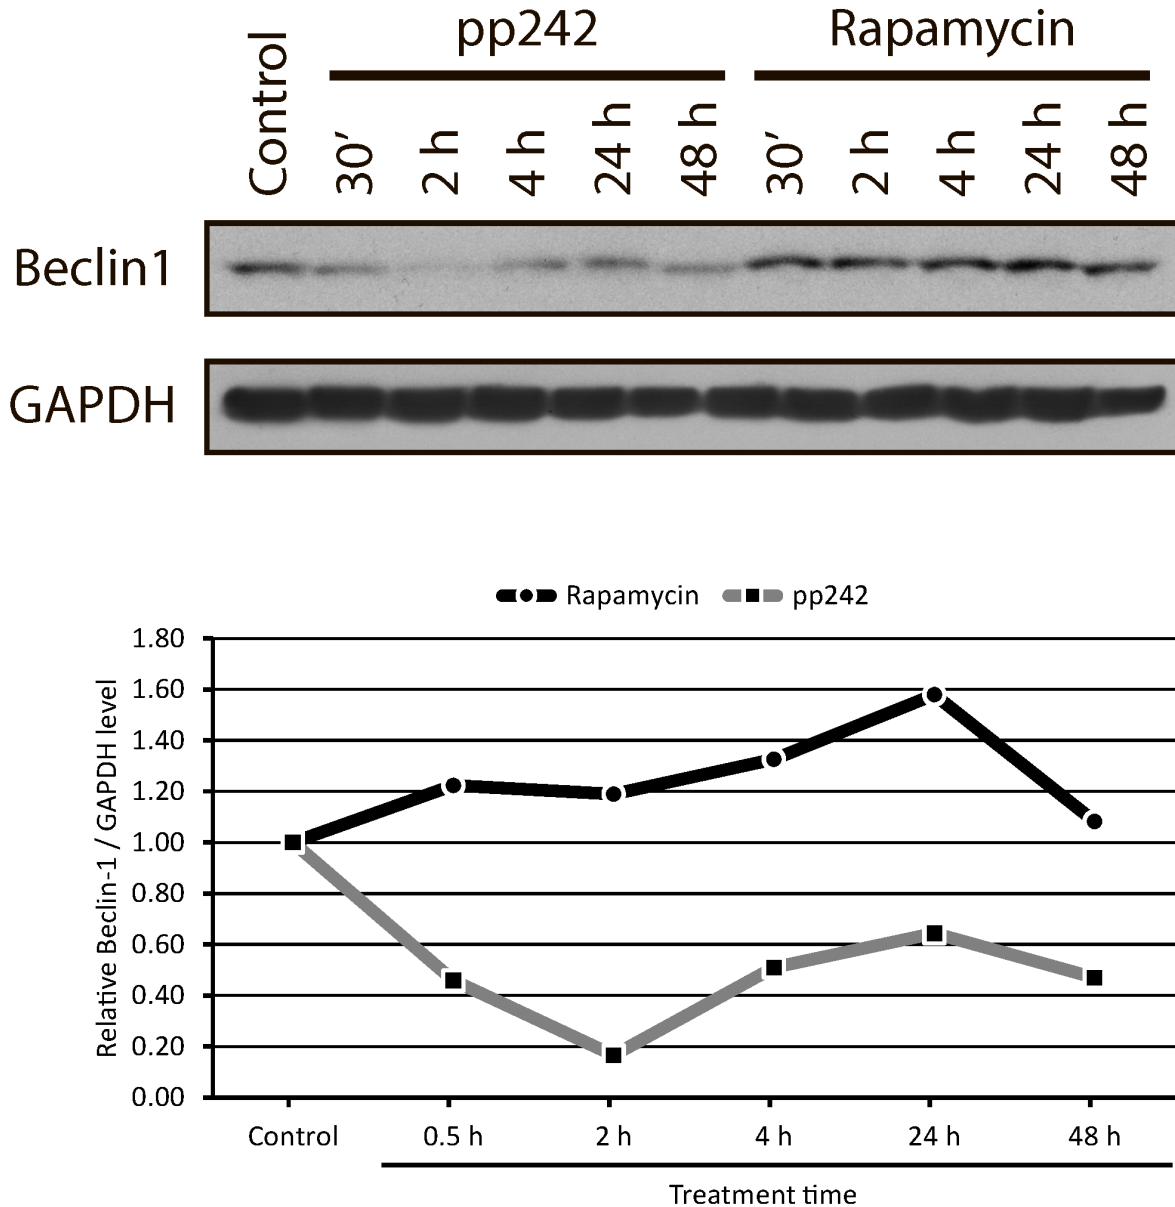 pp242 Rapamycin
Control 30’ 2 h 4 h 24 h 48 h 30’ 2 h 4 h 24 h 48 h
Beclin1
GAPDH
Rapamycin pp242
Relative Beclin-1 / GAPDH level
1.80
1.60
1.40
1.20
1.00
0.80
0.60
0.40
0.20
0.00
Control 0.5 h 2 h 4 h 24 h 48 h
Treatment time